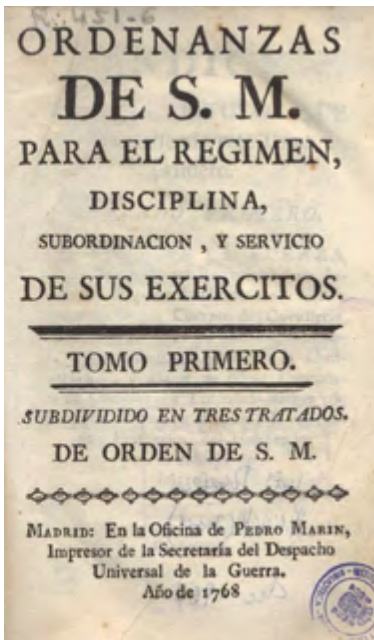 R. 451-6
ORDENANZAS
DE S. M.
PARA EL REGIMEN,
DISCIPLINA,
SUBORDINACION, Y SERVICIO
DE SUS EXERCITOS.
TOMO PRIMERO.
SUBDIVIDIDO EN TRES TRATADOS.
DE ORDEN DE S. M.
MADRID: En la Oficina de PEDRO MARIN,
Impresor de la Secretaría del Despacho
Universal de la Guerra.
Año de 1768